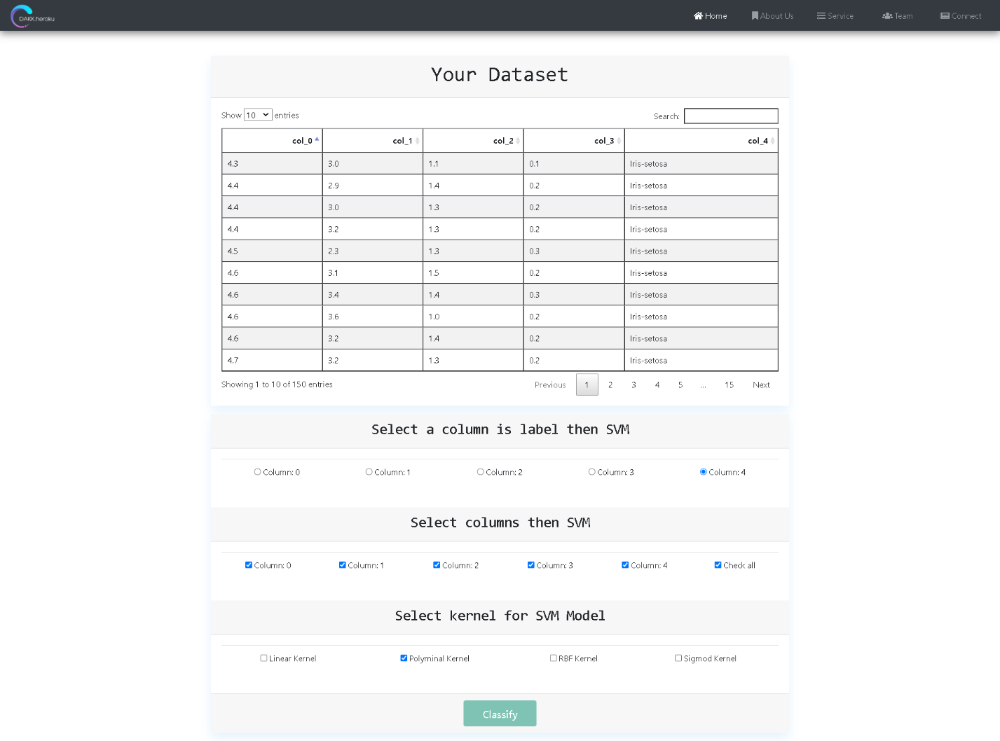 DAKK.heroku Home About Us Service Team Connect
Your Dataset
Show 10 entries Search:
col_0 col_1 col_2 col_3 col_4
4.3 3.0 1.1 0.1 Iris-setosa
4.4 2.9 1.4 0.2 Iris-setosa
4.4 3.0 1.3 0.2 Iris-setosa
4.4 3.2 1.3 0.2 Iris-setosa
4.5 2.3 1.3 0.3 Iris-setosa
4.6 3.1 1.5 0.2 Iris-setosa
4.6 3.4 1.4 0.3 Iris-setosa
4.6 3.6 1.0 0.2 Iris-setosa
4.6 3.2 1.4 0.2 Iris-setosa
4.7 3.2 1.3 0.2 Iris-setosa
Showing 1 to 10 of 150 entries Previous 1 2 3 4 5 ... 15 Next
Select a column is label then SVM
Column: 0 Column: 1 Column: 2 Column: 3 Column: 4
Select columns then SVM
Column: 0 Column: 1 Column: 2 Column: 3 Column: 4 Check all
Select kernel for SVM Model
Linear Kernel Polyminal Kernel RBF Kernel Sigmod Kernel
Classify